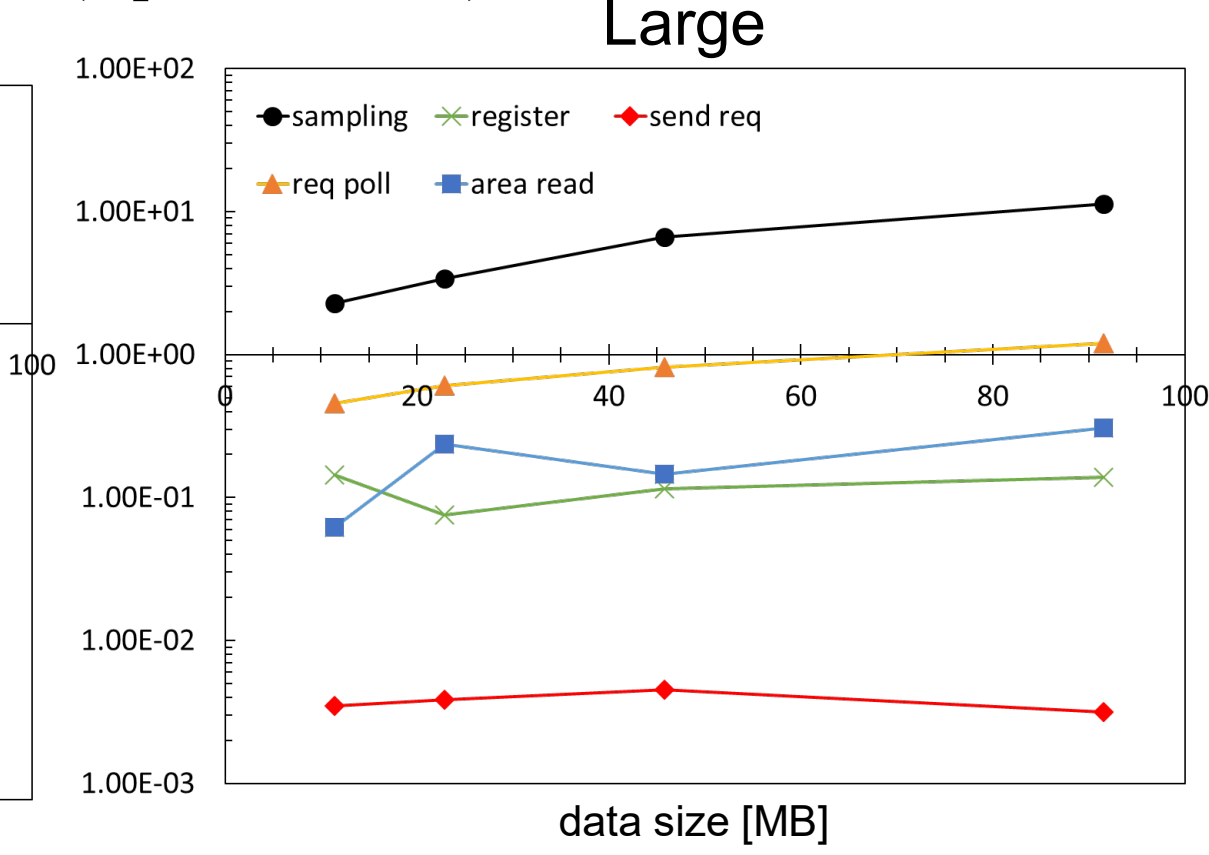 Large
1.00E+02
sampling register send req
req poll area read
1.00E+01
100 1.00E+00
0 20 40 60 80 100
1.00E-01
1.00E-02
1.00E-03
data size [MB]